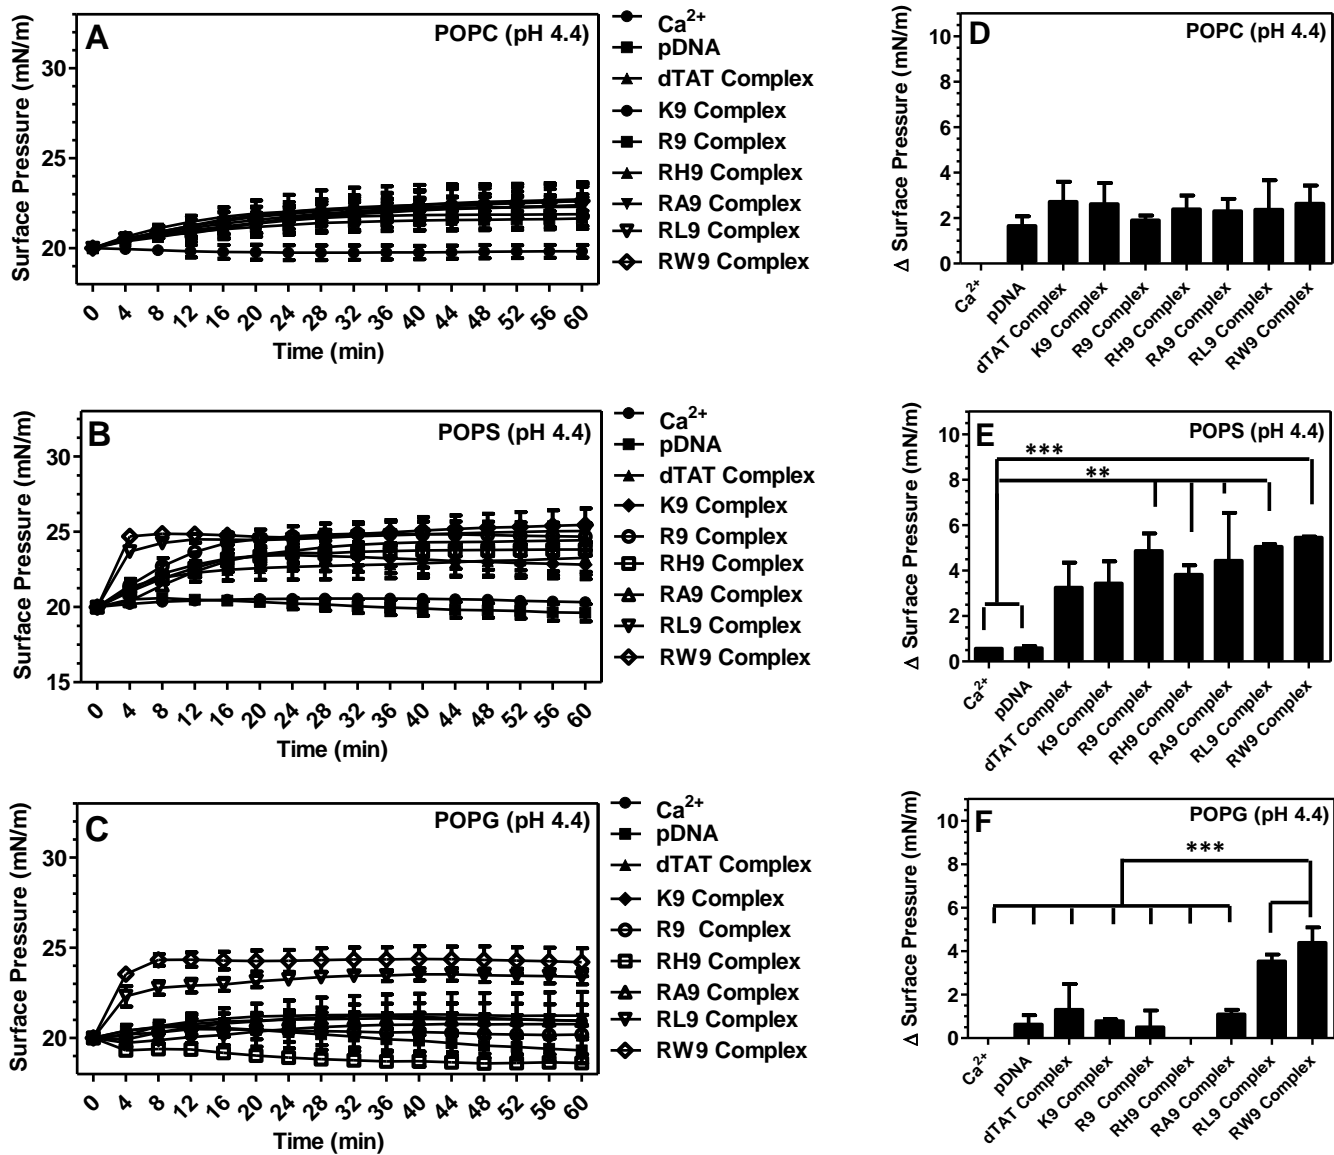 A
POPC (pH 4.4)
Surface Pressure (mN/m)
30
25
20
0 4 8 12 16 20 24 28 32 36 40 44 48 52 56 60
Time (min)
Ca2+
pDNA
dTAT Complex
K9 Complex
R9 Complex
RH9 Complex
RA9 Complex
RL9 Complex
RW9 Complex
D
POPC (pH 4.4)
Δ Surface Pressure (mN/m)
10
8
6
4
2
0
Ca2+
pDNA
dTAT Complex
K9 Complex
R9 Complex
RH9 Complex
RA9 Complex
RL9 Complex
RW9 Complex
B
POPS (pH 4.4)
Surface Pressure (mN/m)
30
25
20
15
0 4 8 12 16 20 24 28 32 36 40 44 48 52 56 60
Time (min)
Ca2+
pDNA
dTAT Complex
K9 Complex
R9 Complex
RH9 Complex
RA9 Complex
RL9 Complex
RW9 Complex
E
POPS (pH 4.4)
***
**
Δ Surface Pressure (mN/m)
10
8
6
4
2
0
Ca2+
pDNA
dTAT Complex
K9 Complex
R9 Complex
RH9 Complex
RA9 Complex
RL9 Complex
RW9 Complex
C
POPG (pH 4.4)
Surface Pressure (mN/m)
30
25
20
0 4 8 12 16 20 24 28 32 36 40 44 48 52 56 60
Time (min)
Ca2+
pDNA
dTAT Complex
K9 Complex
R9 Complex
RH9 Complex
RA9 Complex
RL9 Complex
RW9 Complex
F
POPG (pH 4.4)
***
Δ Surface Pressure (mN/m)
10
8
6
4
2
0
Ca2+
pDNA
dTAT Complex
K9 Complex
R9 Complex
RH9 Complex
RA9 Complex
RL9 Complex
RW9 Complex